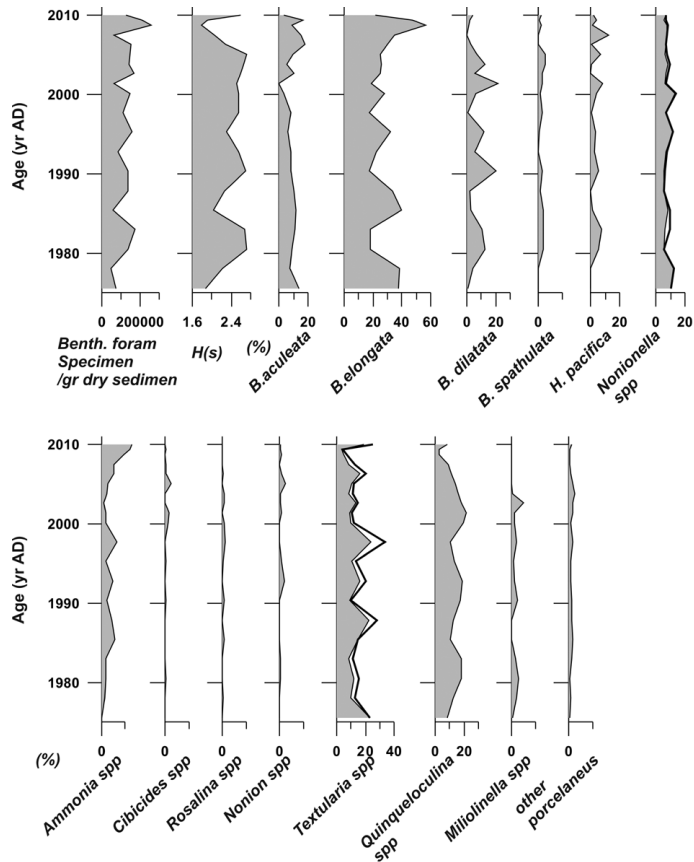 2010
2000
1990
1980
Age (yr AD)
0 200000
1.6 2.4
0 20
0 20 40 60
0 20
0
0 20
0 20
Benth. foram
Specimen
/gr dry sedimen
H(s)
(%)
B.aculeata
B.elongata
B. dilatata
B. spathulata
H. pacifica
Nonionella
spp
2010
2000
1990
1980
Age (yr AD)
0
0
0
0
0 20 40
0 20
0
0
(%)
Ammonia spp
Cibicides spp
Rosalina spp
Nonion spp
Textularia spp
Quinqueloculina
spp
Miliolinella spp
other
porcelaneus